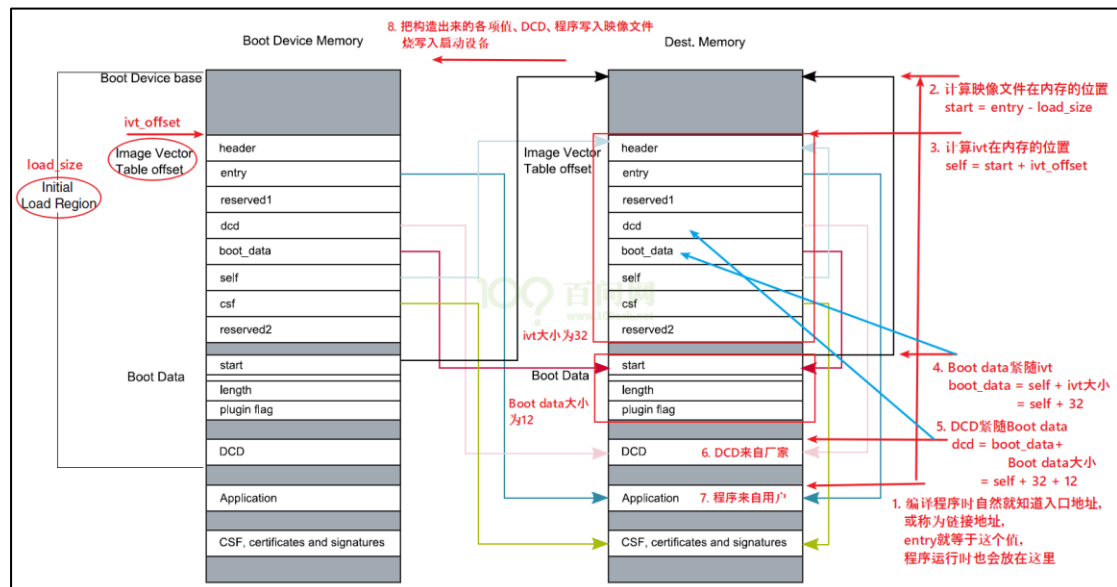 8. 把构造出来的各项值、DCD、程序写入映像文件
烧写入启动设备
Boot Device Memory
Dest. Memory
Boot Device base
ivt_offset
Image Vector
Table offset
load_size
Initial
Load Region
header
entry
reserved1
dcd
boot_data
self
csf
reserved2
Boot Data
start
length
plugin flag
DCD
Application
CSF, certificates and signatures
Image Vector
Table offset
header
entry
reserved1
dcd
boot_data
self
csf
reserved2
ivt大小为32
Boot Data
Boot data大小
为12
start
length
plugin flag
DCD
6. DCD来自厂家
Application
7. 程序来自用户
CSF, certificates and signatures
百问网
2. 计算映像文件在内存的位置
start = entry - load_size
3. 计算ivt在内存的位置
self = start + ivt_offset
4. Boot data紧随ivt
boot_data = self + ivt大小
= self + 32
5. DCD紧随Boot data
dcd = boot_data+
Boot data大小
= self + 32 + 12
1. 编译程序时自然就知道入口地址,
或称为链接地址,
entry就等于这个值,
程序运行时也会放在这里